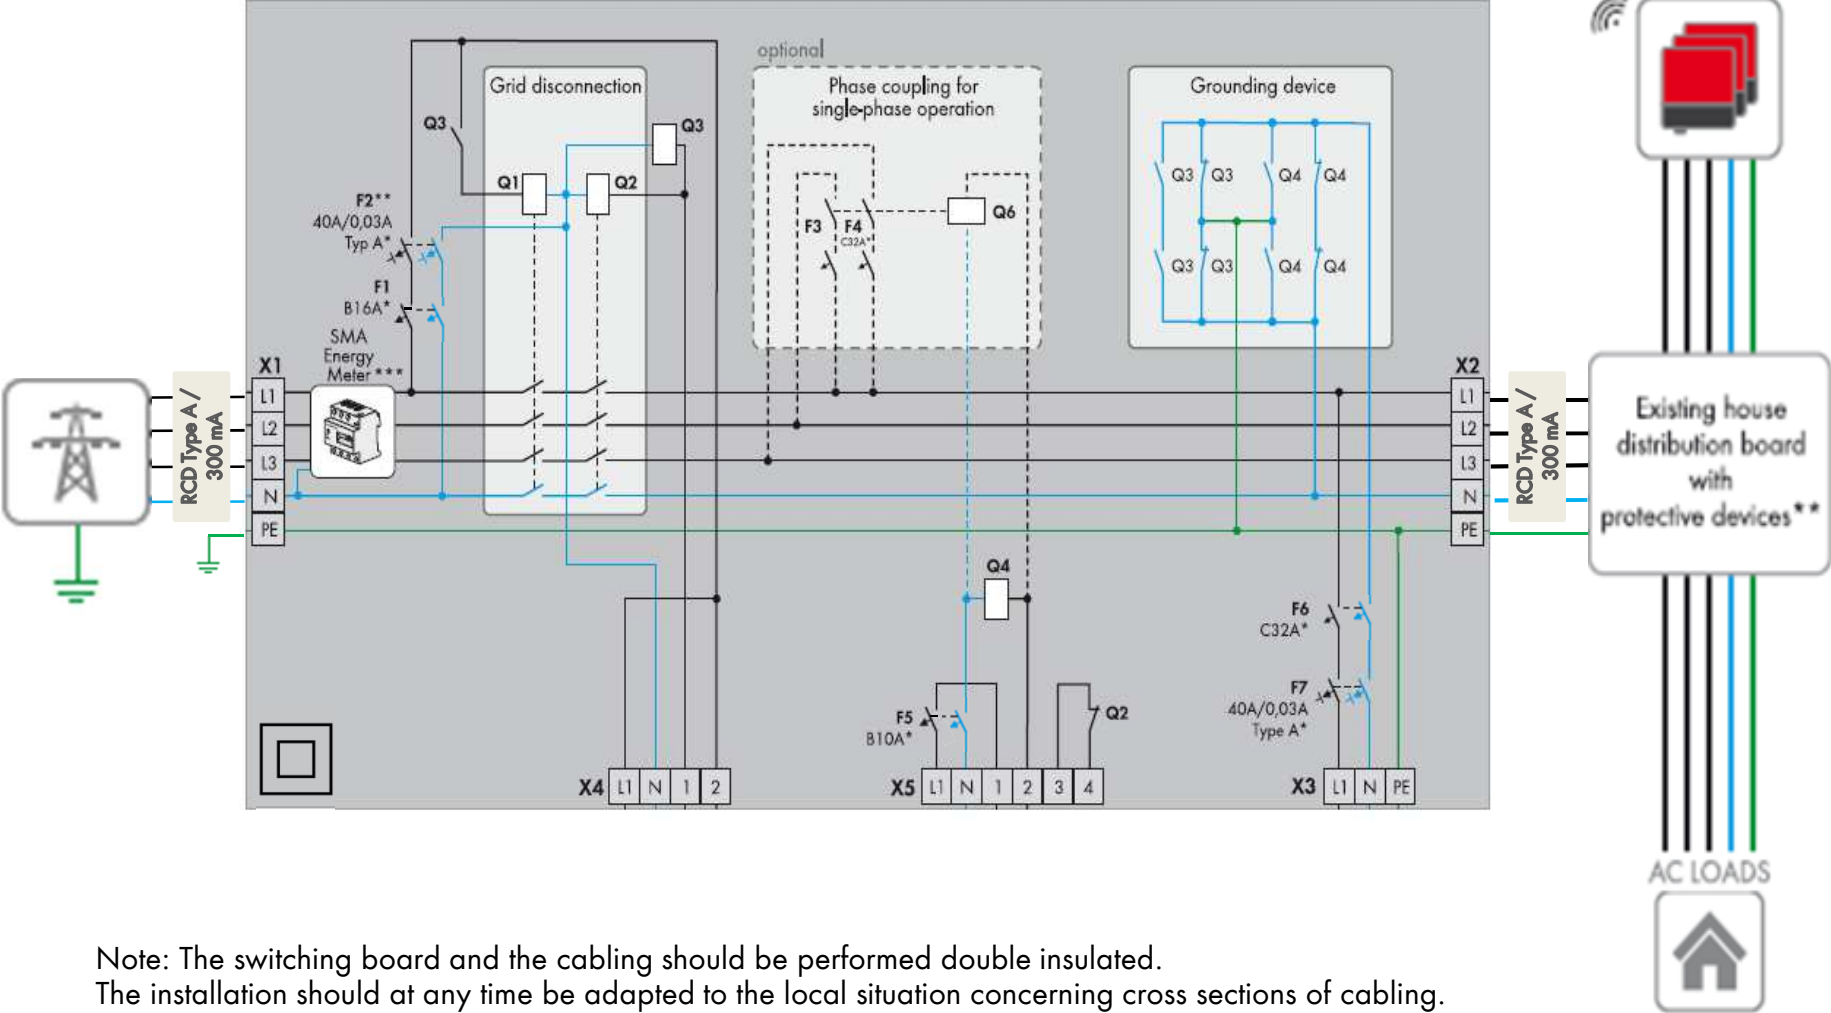 optional
Grid disconnection
Phase coupling for
single-phase operation
Grounding device
Q3
Q3
Q1
Q2
F2**
40A/0,03A
Typ A*
F1
B16A*
SMA
Energy
Meter***
F3
F4
C32A*
Q6
Q3
Q3
Q4
Q4
Q3
Q3
Q4
Q4
X1
L1
L2
L3
N
PE
RCD Type A /
300 mA
X2
L1
L2
L3
N
PE
RCD Type A /
300 mA
Existing house
distribution board
with
protective devices**
Q4
F6
C32A*
F7
40A/0,03A
Type A*
F5
B10A*
Q2
X4
L1
N
1
2
X5
L1
N
1
2
3
4
X3
L1
N
PE
AC LOADS
Note: The switching board and the cabling should be performed double insulated.
The installation should at any time be adapted to the local situation concerning cross sections of cabling.